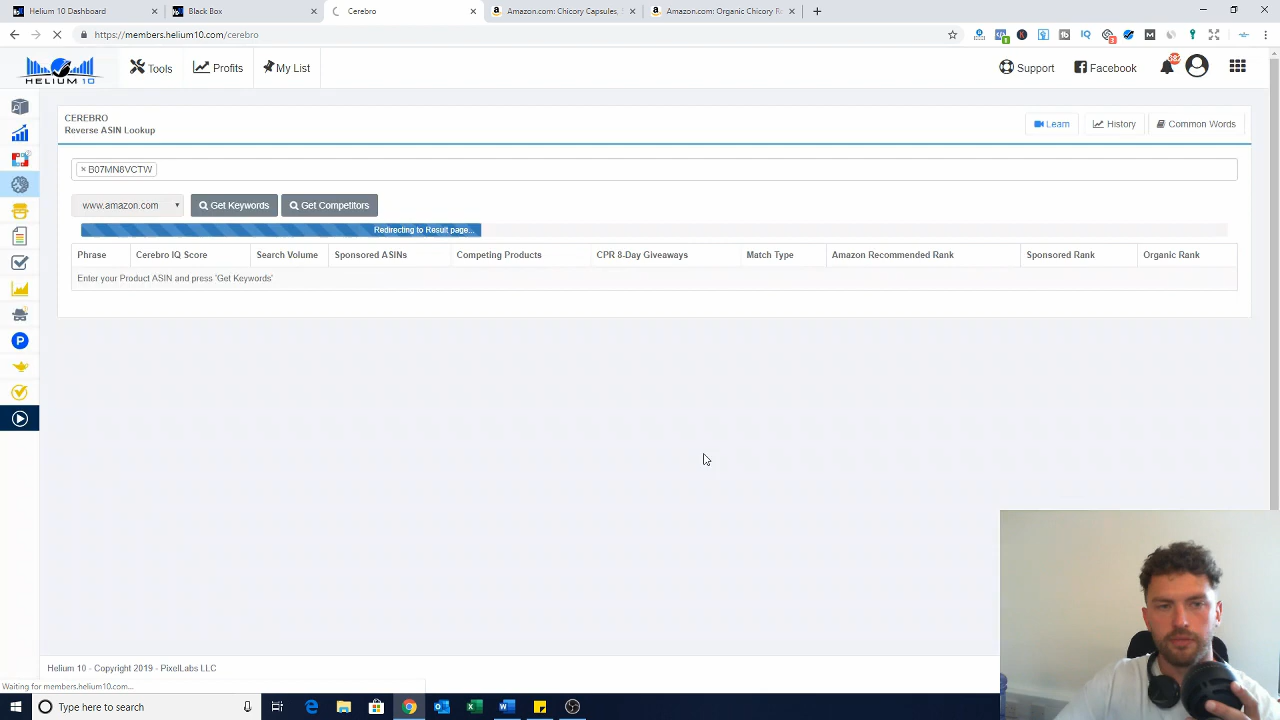 Helium 10 Dashboard
Black Box
Cerebro
Amazon.com: Chicory Capsules,
Amazon.com: Organic Chicory R
https://members.helium10.com/cerebro
HELIUM 10
Tools
Profits
My List
Support
Facebook
CEREBRO
Reverse ASIN Lookup
Learn
History
Common Words
× B07MN8VCTW
www.amazon.com
Get Keywords
Get Competitors
Redirecting to Result page...
Phrase
Cerebro IQ Score
Search Volume
Sponsored ASINs
Competing Products
CPR 8-Day Giveaways
Match Type
Amazon Recommended Rank
Sponsored Rank
Organic Rank
Enter your Product ASIN and press 'Get Keywords'
Helium 10 - Copyright 2019 - PixelLabs LLC
Waiting for members.helium10.com...
Type here to search